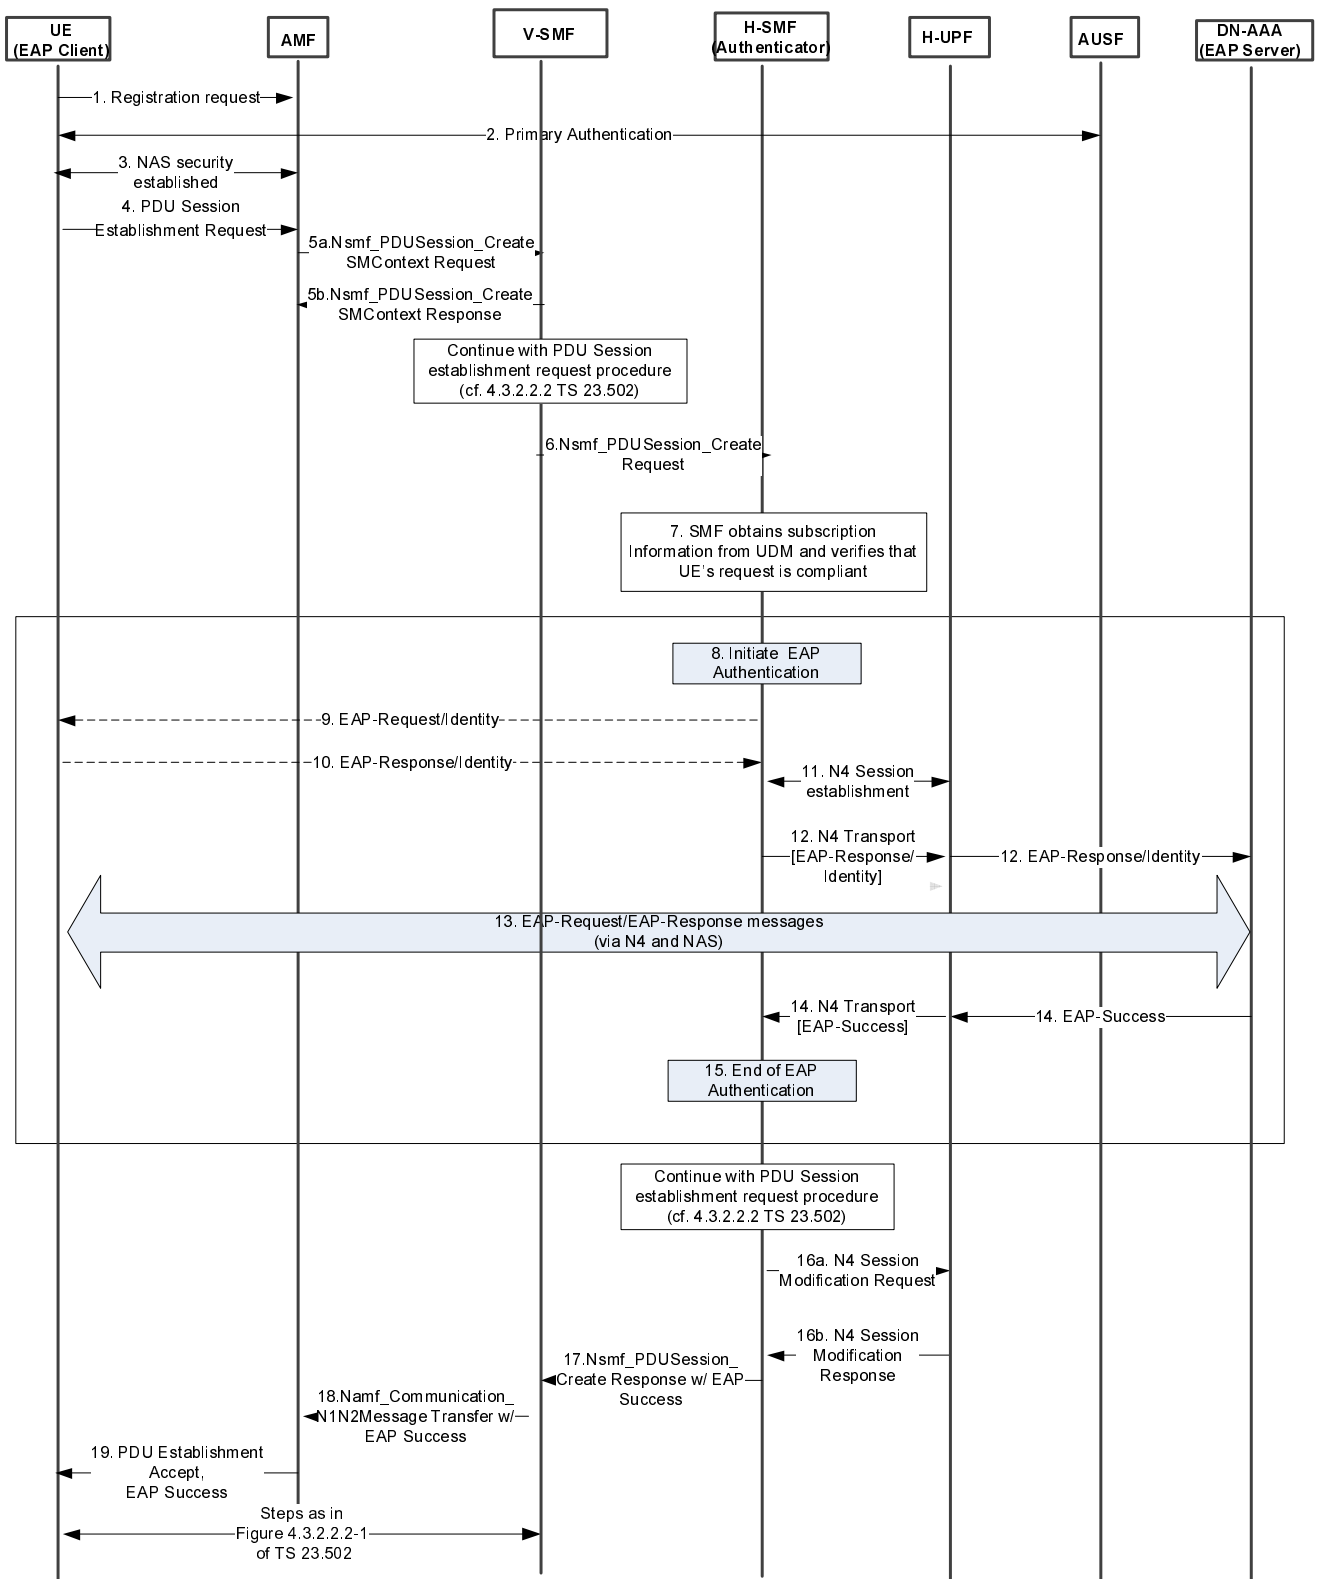 UE
(EAP Client)
AMF
V-SMF
H-SMF
(Authenticator)
H-UPF
AUSF
DN-AAA
(EAP Server)
1. Registration request
2. Primary Authentication
3. NAS security
established
4. PDU Session
Establishment Request
5a.Nsmf_PDUSession_Create
SMContext Request
5b.Nsmf_PDUSession_Create
SMContext Response
Continue with PDU Session
establishment request procedure
(cf. 4.3.2.2.2 TS 23.502)
6.Nsmf_PDUSession_Create
Request
7. SMF obtains subscription
Information from UDM and verifies that
UE's request is compliant
8. Initiate EAP
Authentication
9. EAP-Request/Identity
10. EAP-Response/Identity
11. N4 Session
establishment
12. N4 Transport
[EAP-Response/
Identity]
12. EAP-Response/Identity
13. EAP-Request/EAP-Response messages
(via N4 and NAS)
14. N4 Transport
[EAP-Success]
14. EAP-Success
15. End of EAP
Authentication
Continue with PDU Session
establishment request procedure
(cf. 4.3.2.2.2 TS 23.502)
16a. N4 Session
Modification Request
16b. N4 Session
Modification
Response
17.Nsmf_PDUSession_
Create Response w/ EAP
Success
18.Namf_Communication_
N1N2Message Transfer w/
EAP Success
19. PDU Establishment
Accept,
EAP Success
Steps as in
Figure 4.3.2.2.2-1
of TS 23.502